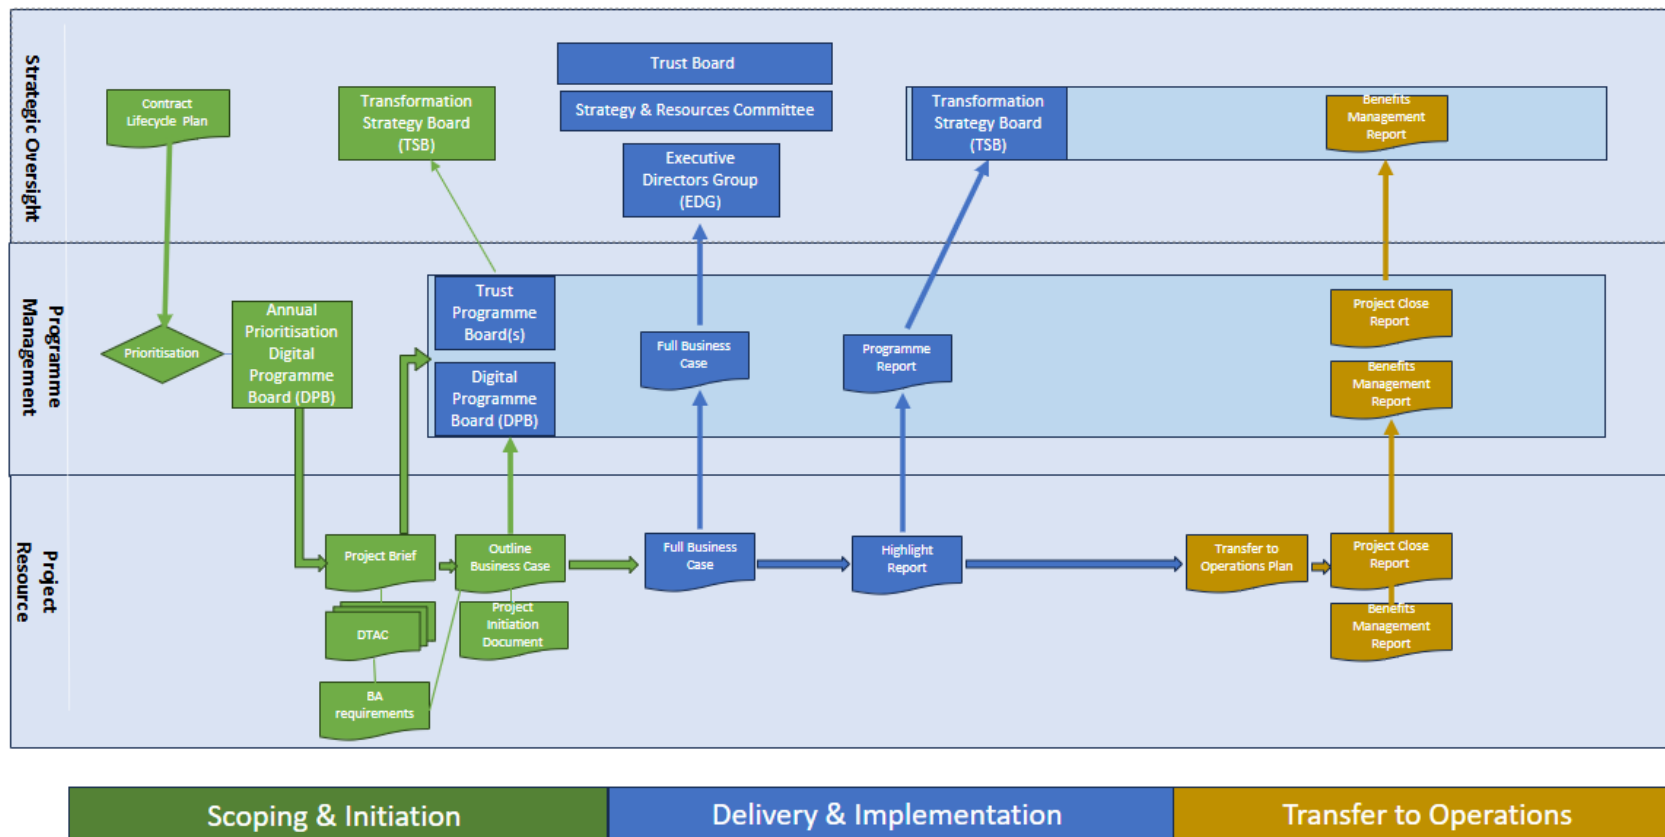 Strategic Oversight
Contract
Lifecycle Plan
Transformation
Strategy Board
(TSB)
Trust Board
Strategy & Resources Committee
Executive
Directors Group
(EDG)
Transformation
Strategy Board
(TSB)
Benefits
Management
Report
Programme
Management
Prioritisation
Annual
Prioritisation
Digital
Programme
Board (DPB)
Trust
Programme
Board(s)
Digital
Programme
Board (DPB)
Full Business
Case
Programme
Report
Project Close
Report
Benefits
Management
Report
Project
Resource
Project Brief
Outline
Business Case
Full Business
Case
Highlight
Report
Transfer to
Operations Plan
Project Close
Report
DTAC
Project
Initiation
Document
Benefits
Management
Report
BA
requirements
Scoping & Initiation
Delivery & Implementation
Transfer to Operations